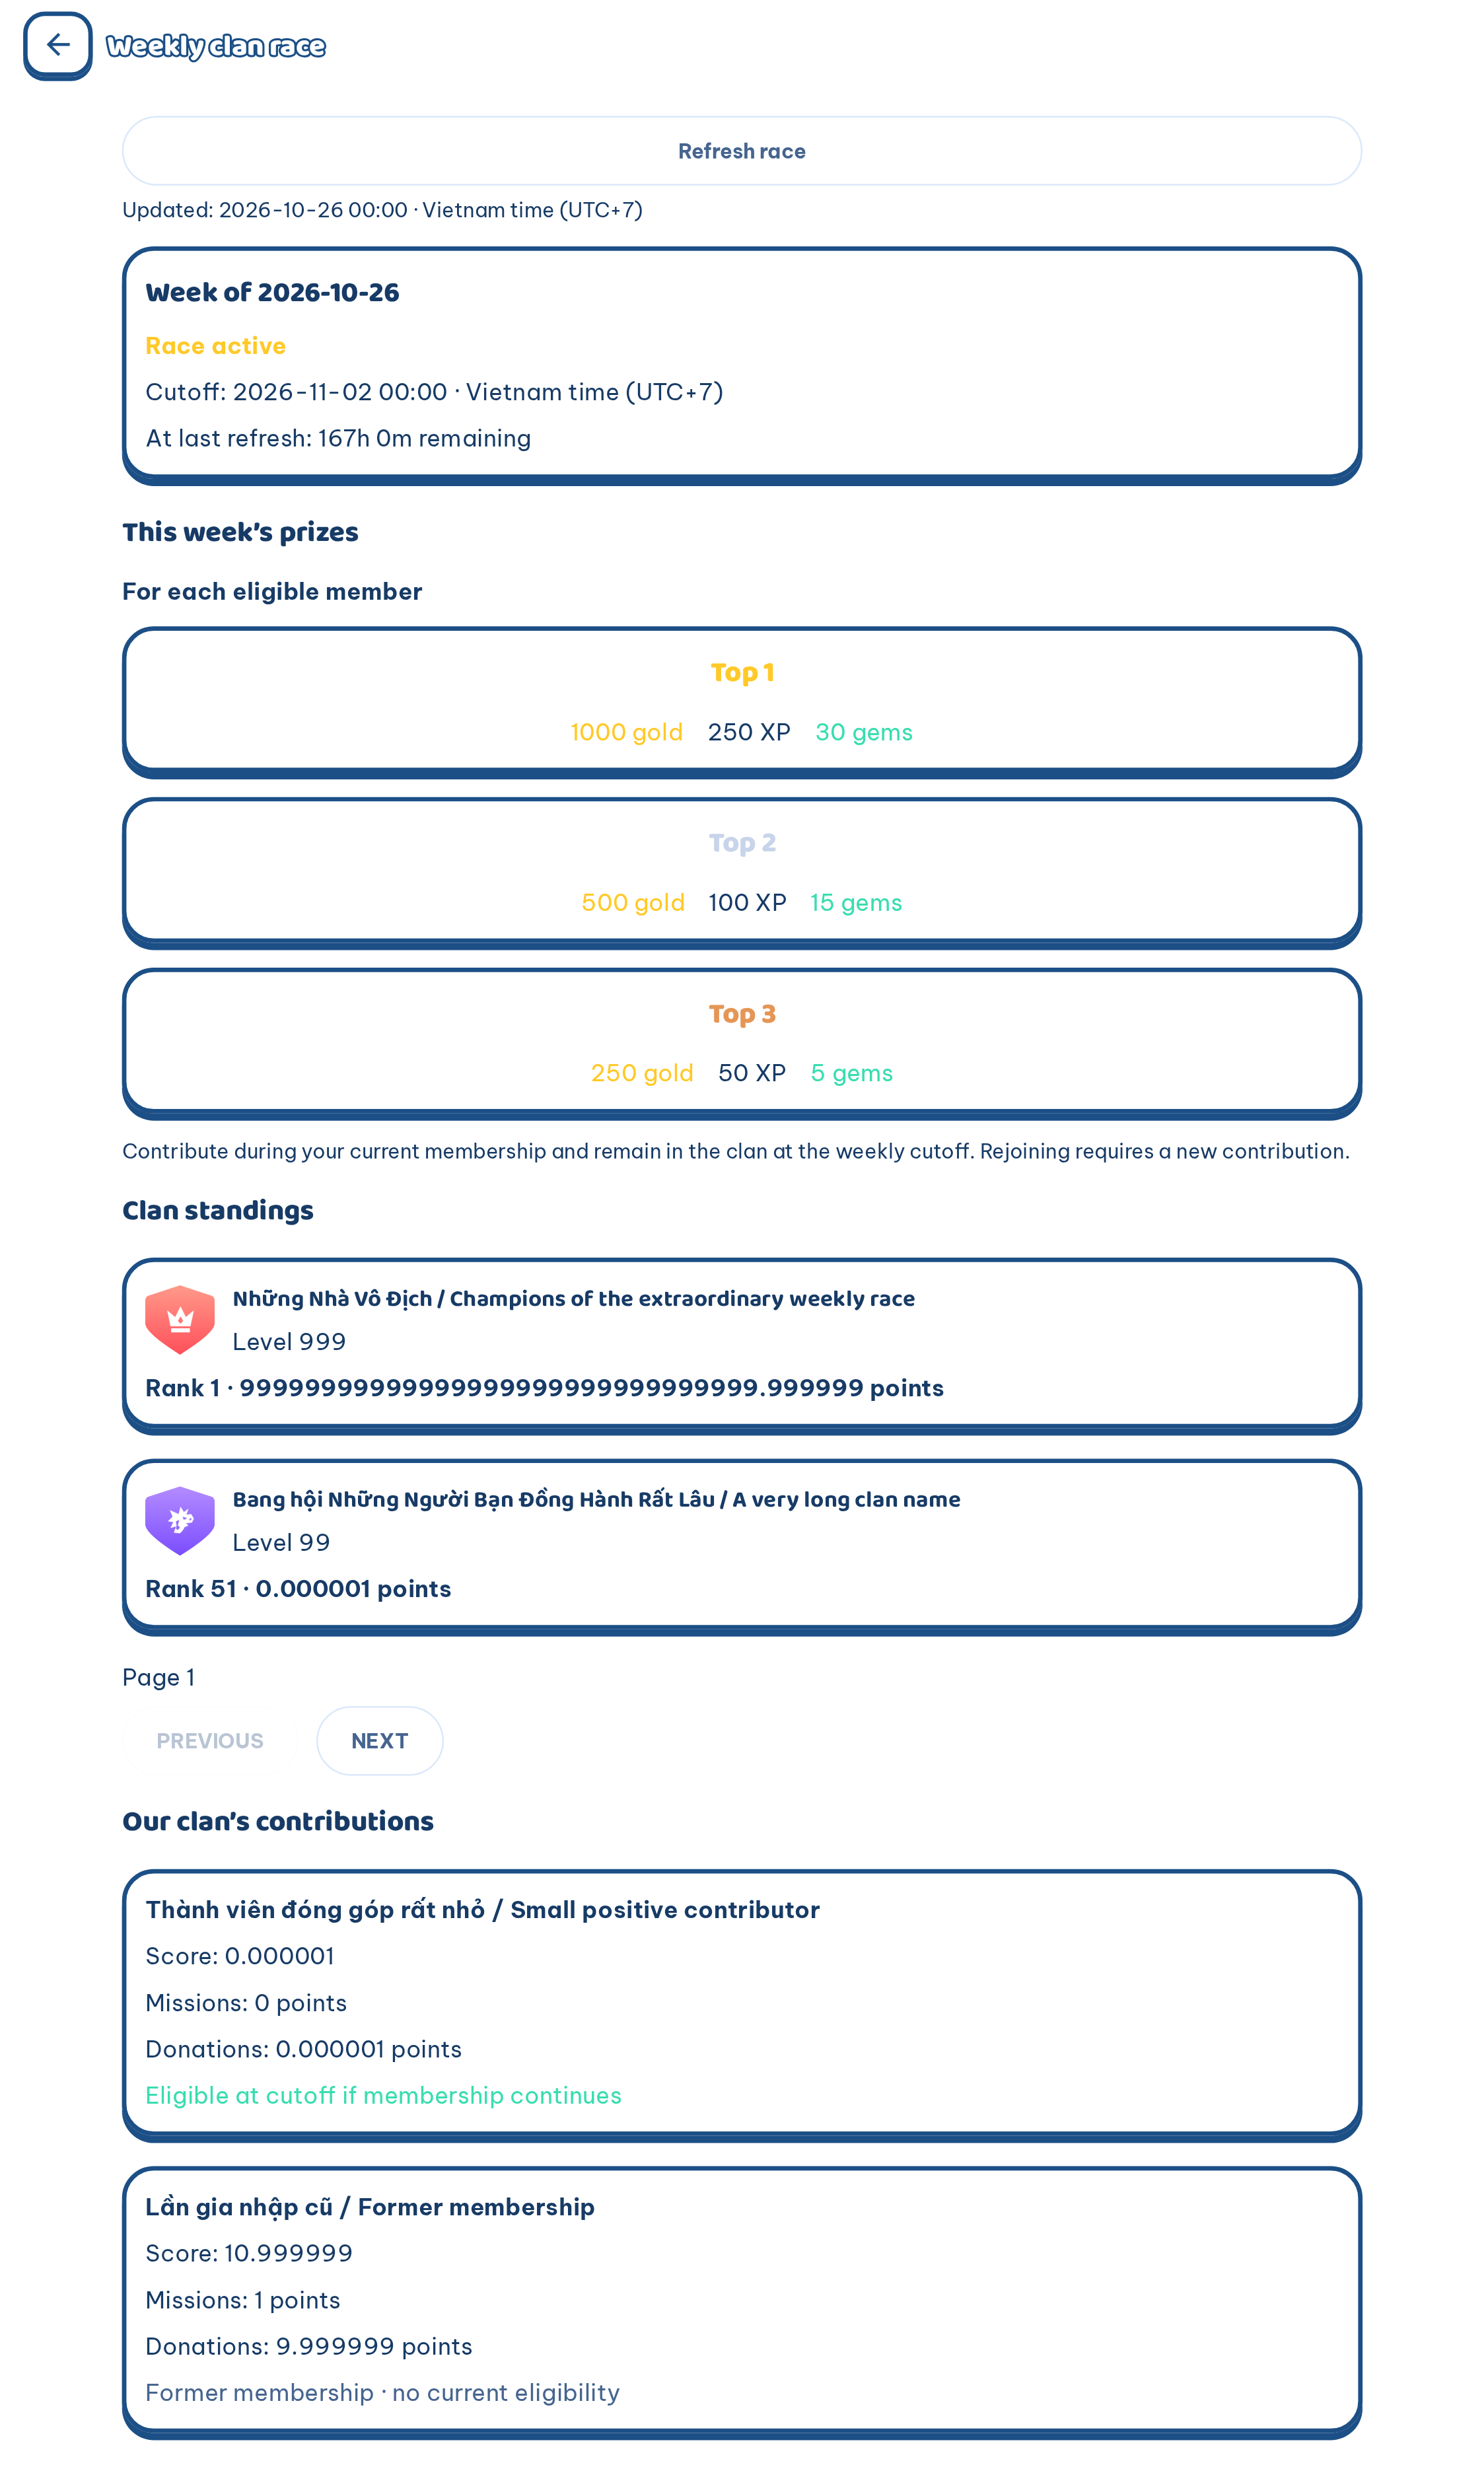 Weekly clan race
Refresh race
Updated: 2026-10-26 00:00 · Vietnam time (UTC+7)
Week of 2026-10-26
Race active
Cutoff: 2026-11-02 00:00 · Vietnam time (UTC+7)
At last refresh: 167h 0m remaining
This week's prizes
For each eligible member
Top 1
1000 gold 250 XP 30 gems
Top 2
500 gold 100 XP 15 gems
Top 3
250 gold 50 XP 5 gems
Contribute during your current membership and remain in the clan at the weekly cutoff. Rejoining requires a new contribution.
Clan standings
Những Nhà Vô Địch / Champions of the extraordinary weekly race
Level 999
Rank 1 · 99999999999999999999999999999999.999999 points
Bang hội Những Người Bạn Đồng Hành Rất Lâu / A very long clan name
Level 99
Rank 51 · 0.000001 points
Page 1
PREVIOUS NEXT
Our clan's contributions
Thành viên đóng góp rất nhỏ / Small positive contributor
Score: 0.000001
Missions: 0 points
Donations: 0.000001 points
Eligible at cutoff if membership continues
Lần gia nhập cũ / Former membership
Score: 10.999999
Missions: 1 points
Donations: 9.999999 points
Former membership · no current eligibility